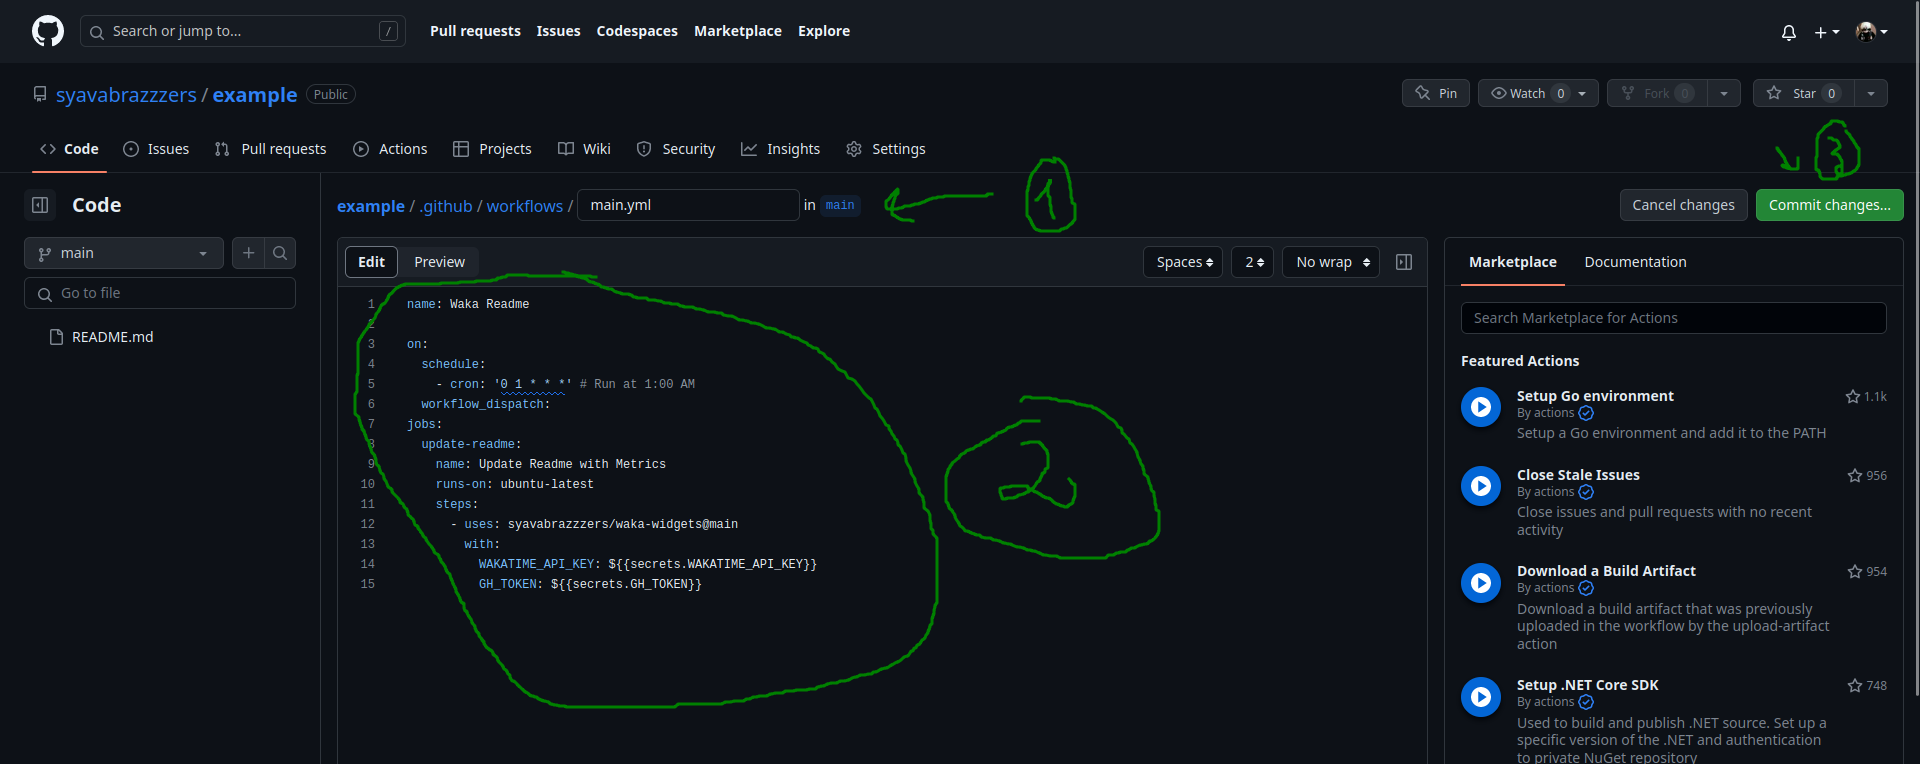 Search or jump to... /
Pull requests Issues Codespaces Marketplace Explore
syavabrazzzers / example Public
Pin Watch 0 Fork 0 Star 0
Code Issues Pull requests Actions Projects Wiki Security Insights Settings
3
1
Code
main
Go to file
README.md
example / .github / workflows / main.yml in main
Cancel changes Commit changes...
Edit Preview Spaces 2 No wrap
1 name: Waka Readme
2
3 on:
4 schedule:
5 - cron: '0 1 * * *' # Run at 1:00 AM
6 workflow_dispatch:
7 jobs:
8 update-readme:
9 name: Update Readme with Metrics
10 runs-on: ubuntu-latest
11 steps:
12 - uses: syavabrazzzers/waka-widgets@main
13 with:
14 WAKATIME_API_KEY: ${{secrets.WAKATIME_API_KEY}}
15 GH_TOKEN: ${{secrets.GH_TOKEN}}
2
Marketplace Documentation
Search Marketplace for Actions
Featured Actions
Setup Go environment 1.1k
By actions
Setup a Go environment and add it to the PATH
Close Stale Issues 956
By actions
Close issues and pull requests with no recent
activity
Download a Build Artifact 954
By actions
Download a build artifact that was previously
uploaded in the workflow by the upload-artifact
action
Setup .NET Core SDK 748
By actions
Used to build and publish .NET source. Set up a
specific version of the .NET and authentication
to private NuGet repository